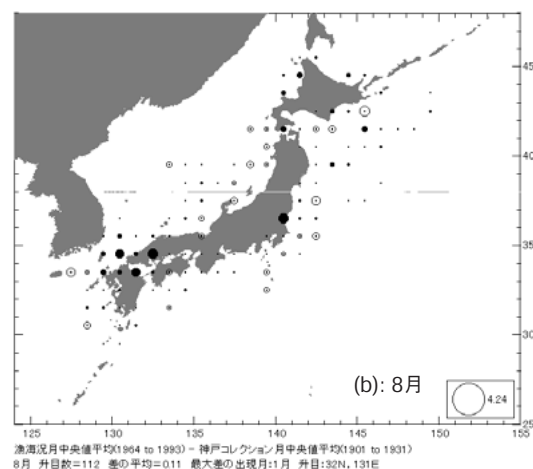 45
40
35
30
25
(b): 8月
4.24
125 130 135 140 145 150 155
漁海況月中央値平均(1964 to 1993) - 神戸コレクション月中央値平均(1901 to 1931)
8月 升目数=112 差の平均=0.11 最大差の出現月:1月 升目:32N, 131E